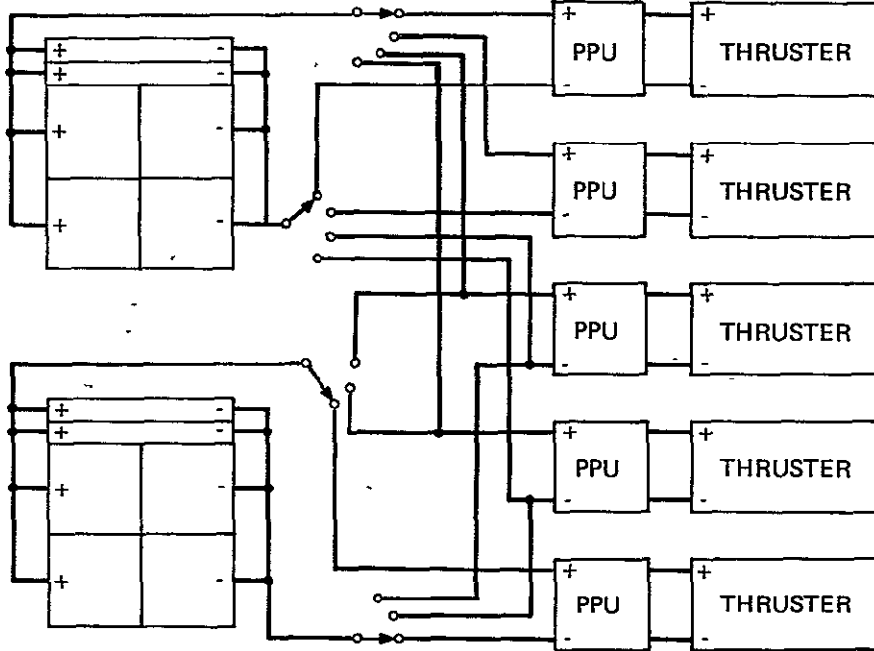 + PPU - + THRUSTER -
+ PPU - + THRUSTER -
+ PPU - + THRUSTER -
+ PPU - + THRUSTER -
+ PPU - + THRUSTER -
+ -
+ -
+ -
+ -
+ -
+ -
+ -
+ -